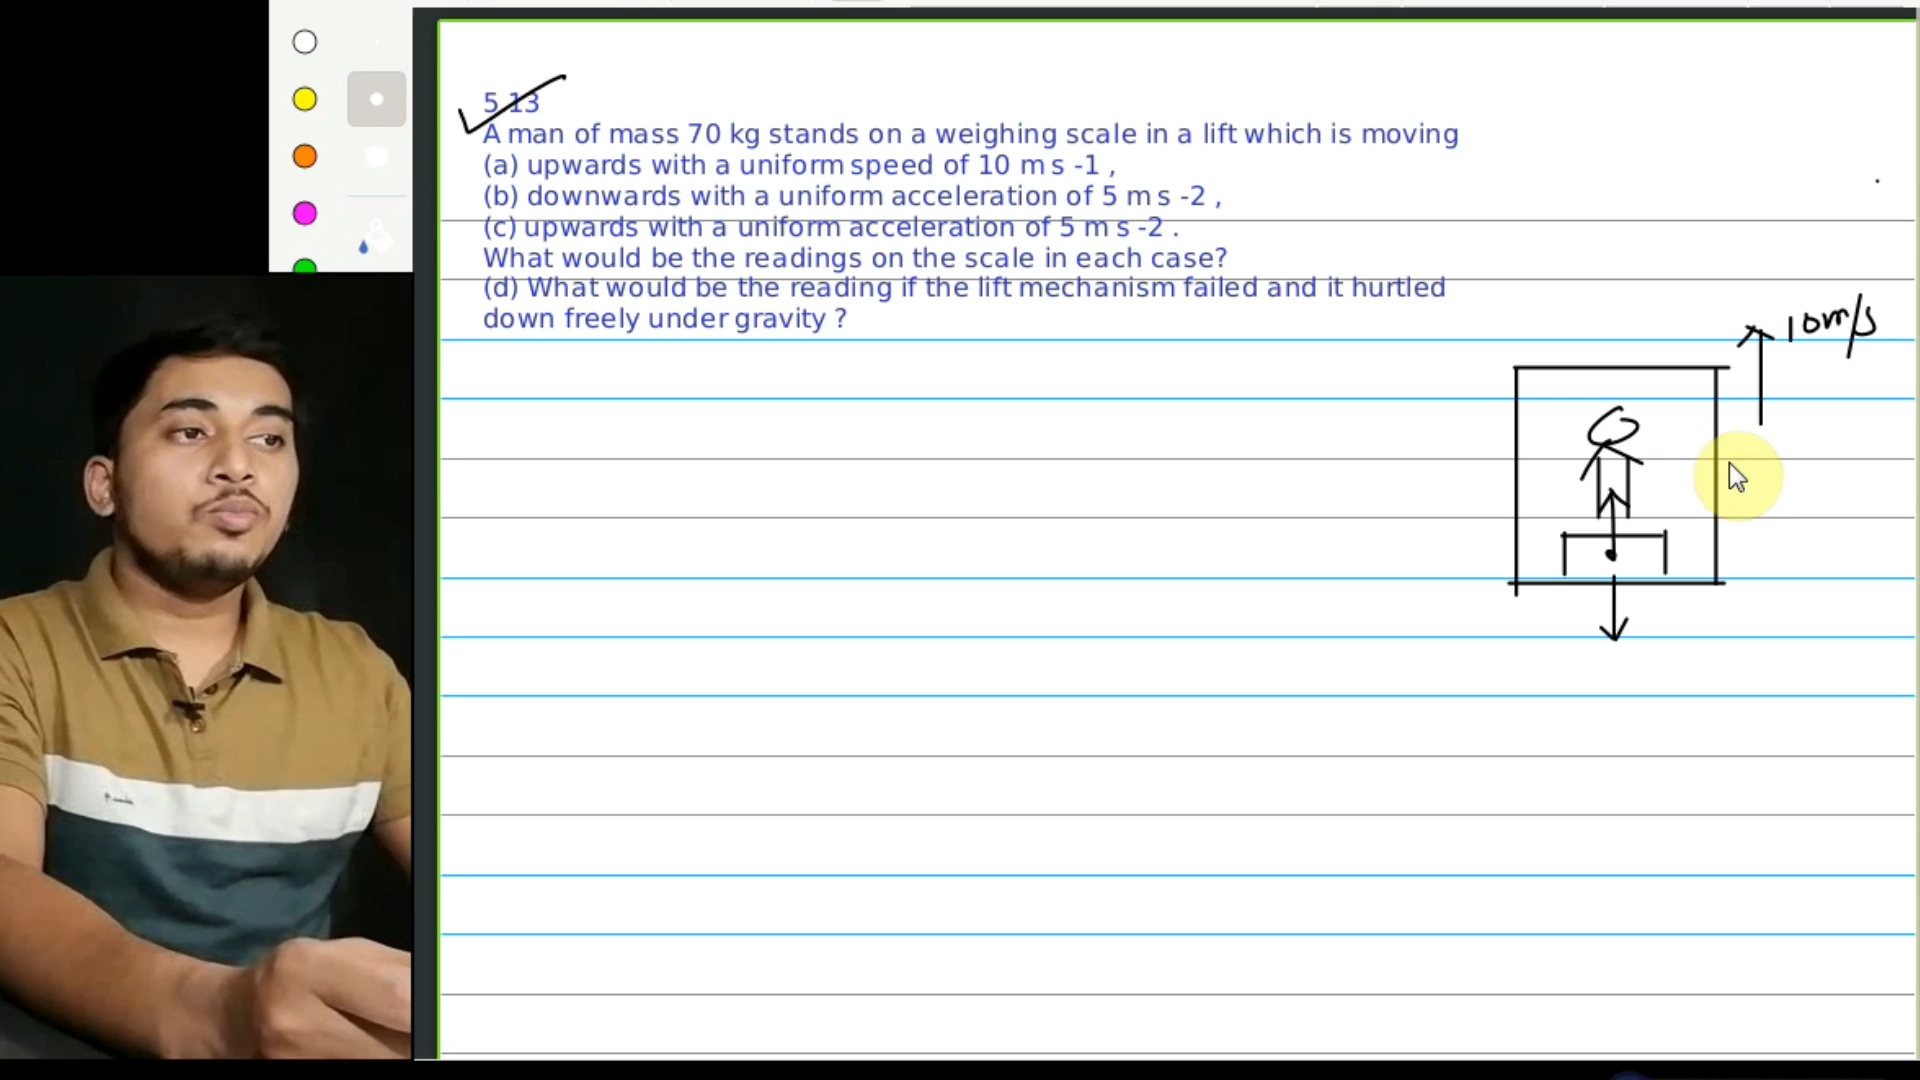 5.13
A man of mass 70 kg stands on a weighing scale in a lift which is moving
(a) upwards with a uniform speed of 10 m s -1 ,
(b) downwards with a uniform acceleration of 5 m s -2 ,
(c) upwards with a uniform acceleration of 5 m s -2 .
What would be the readings on the scale in each case?
(d) What would be the reading if the lift mechanism failed and it hurtled
down freely under gravity ?
10m/s